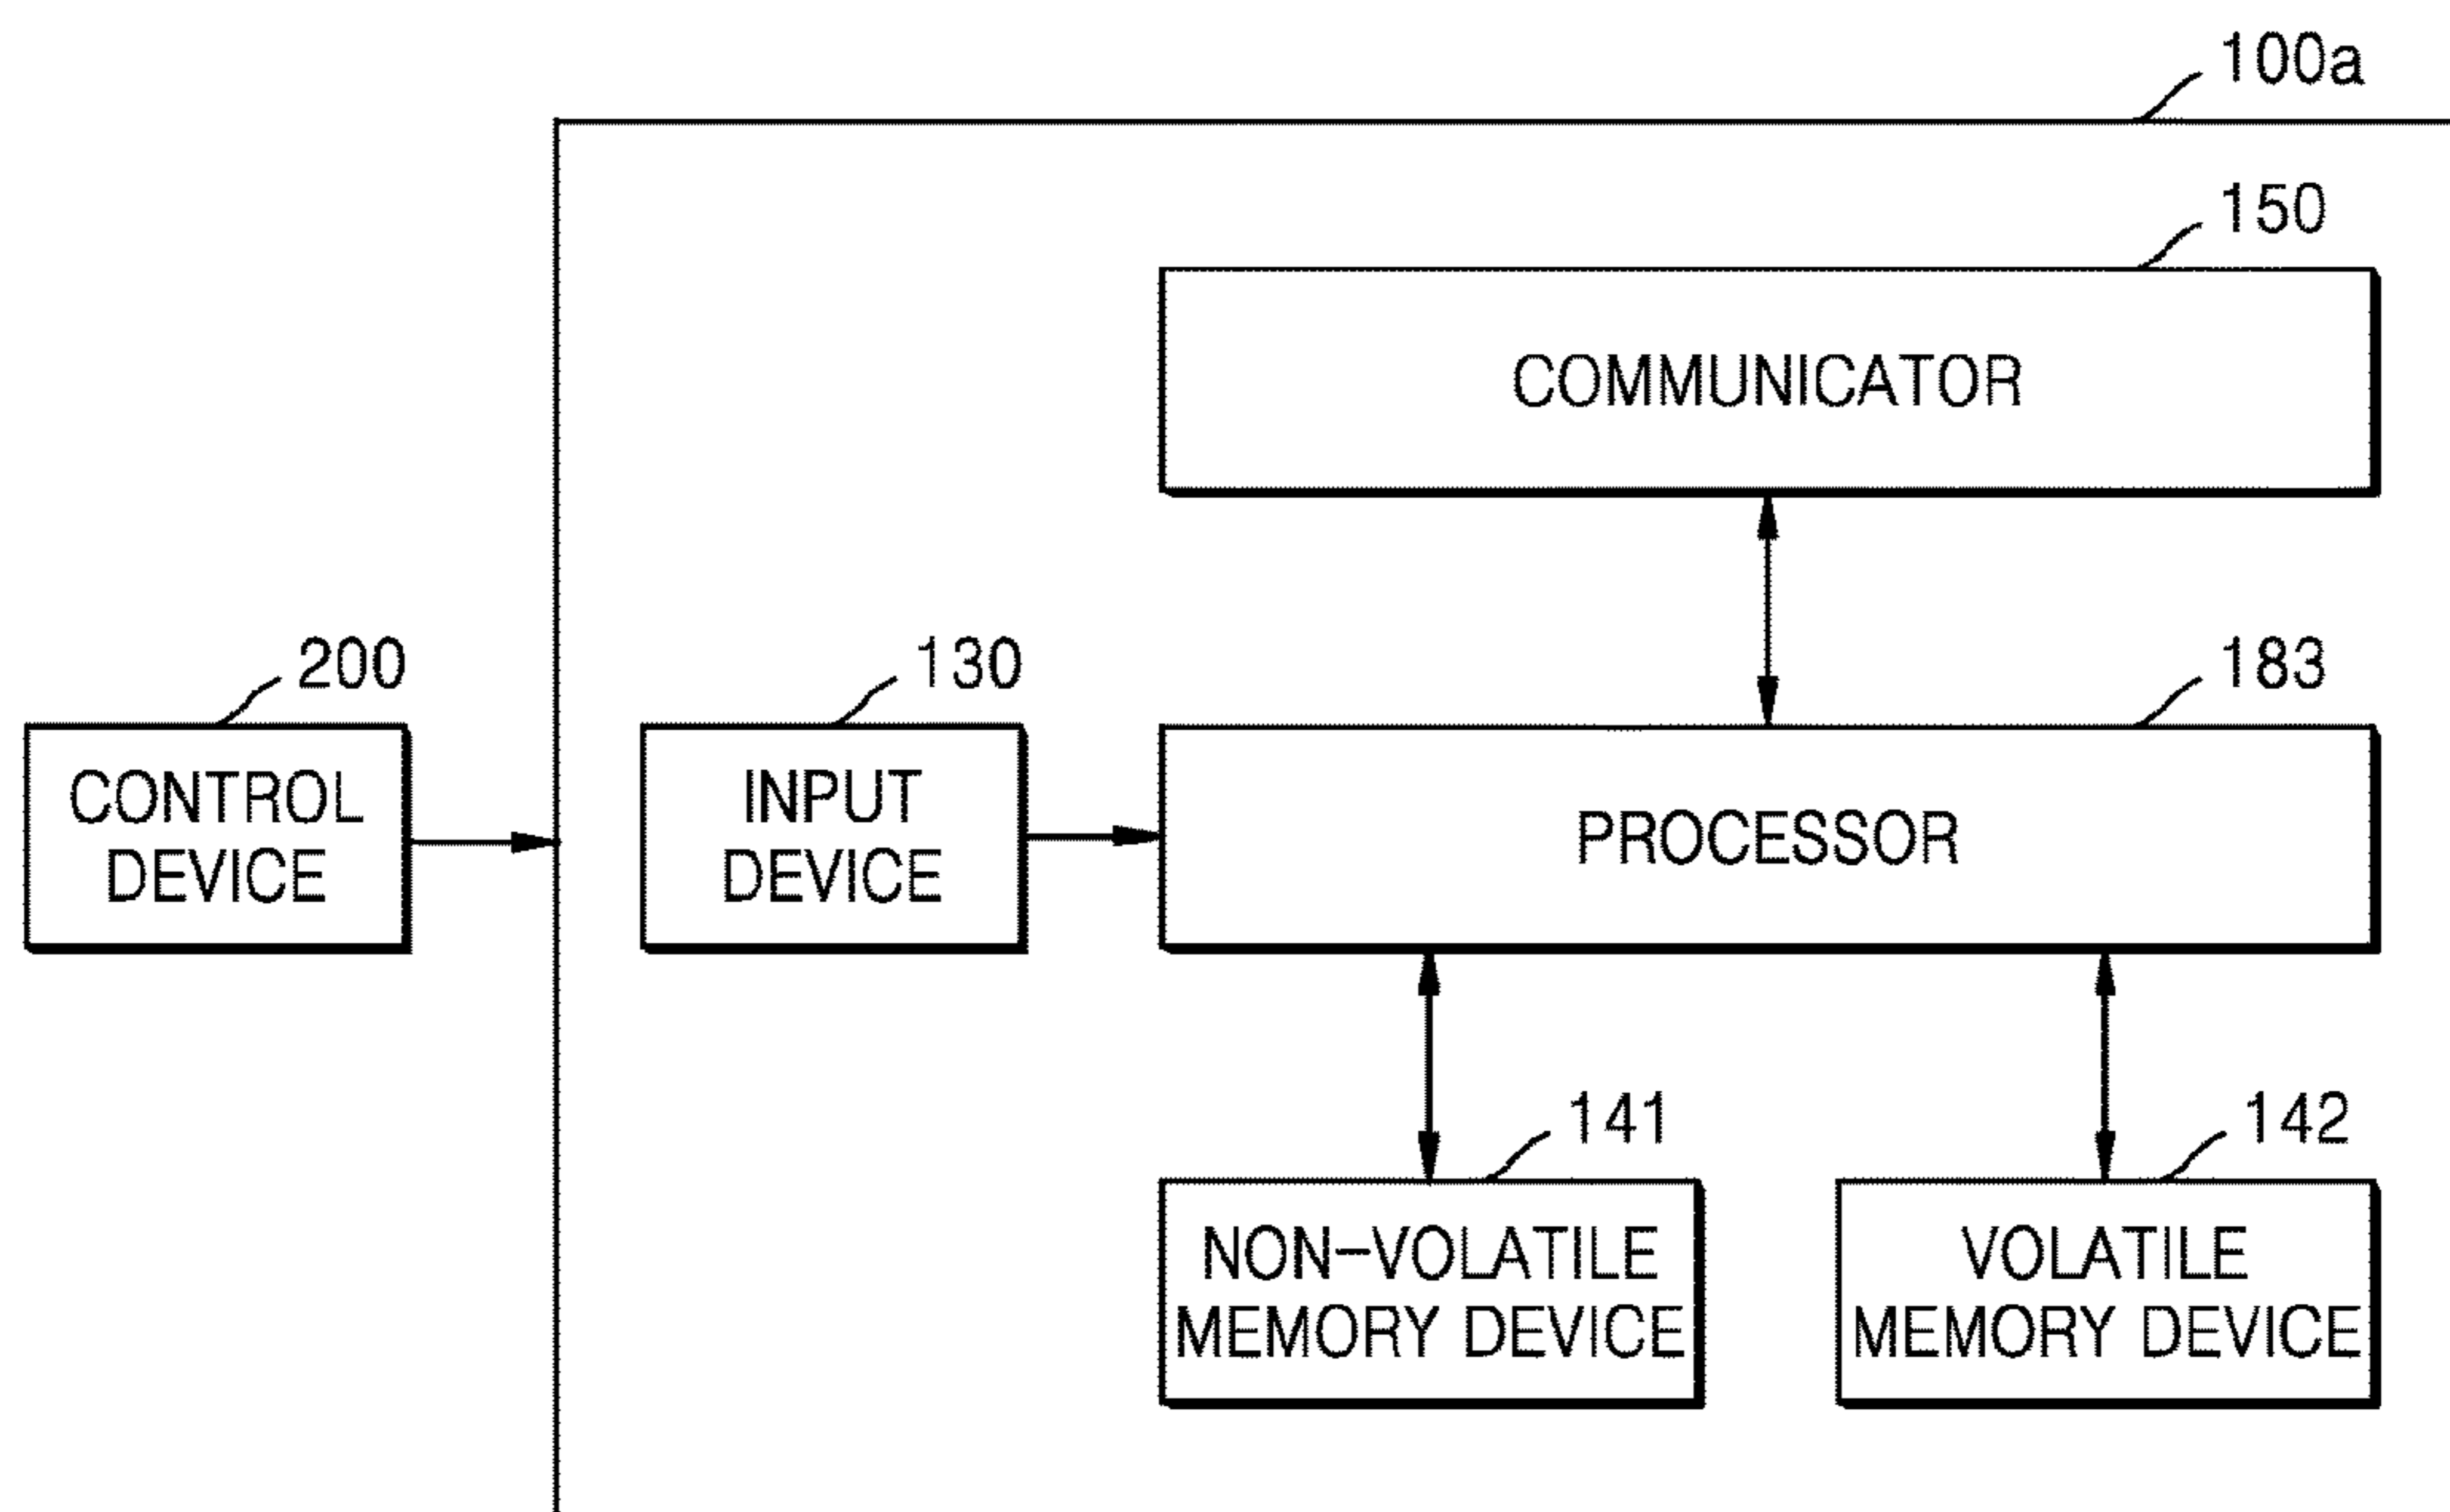 100a
150
COMMUNICATOR
200
130
183
CONTROL
DEVICE
INPUT
DEVICE
PROCESSOR
141
142
NON-VOLATILE
MEMORY DEVICE
VOLATILE
MEMORY DEVICE